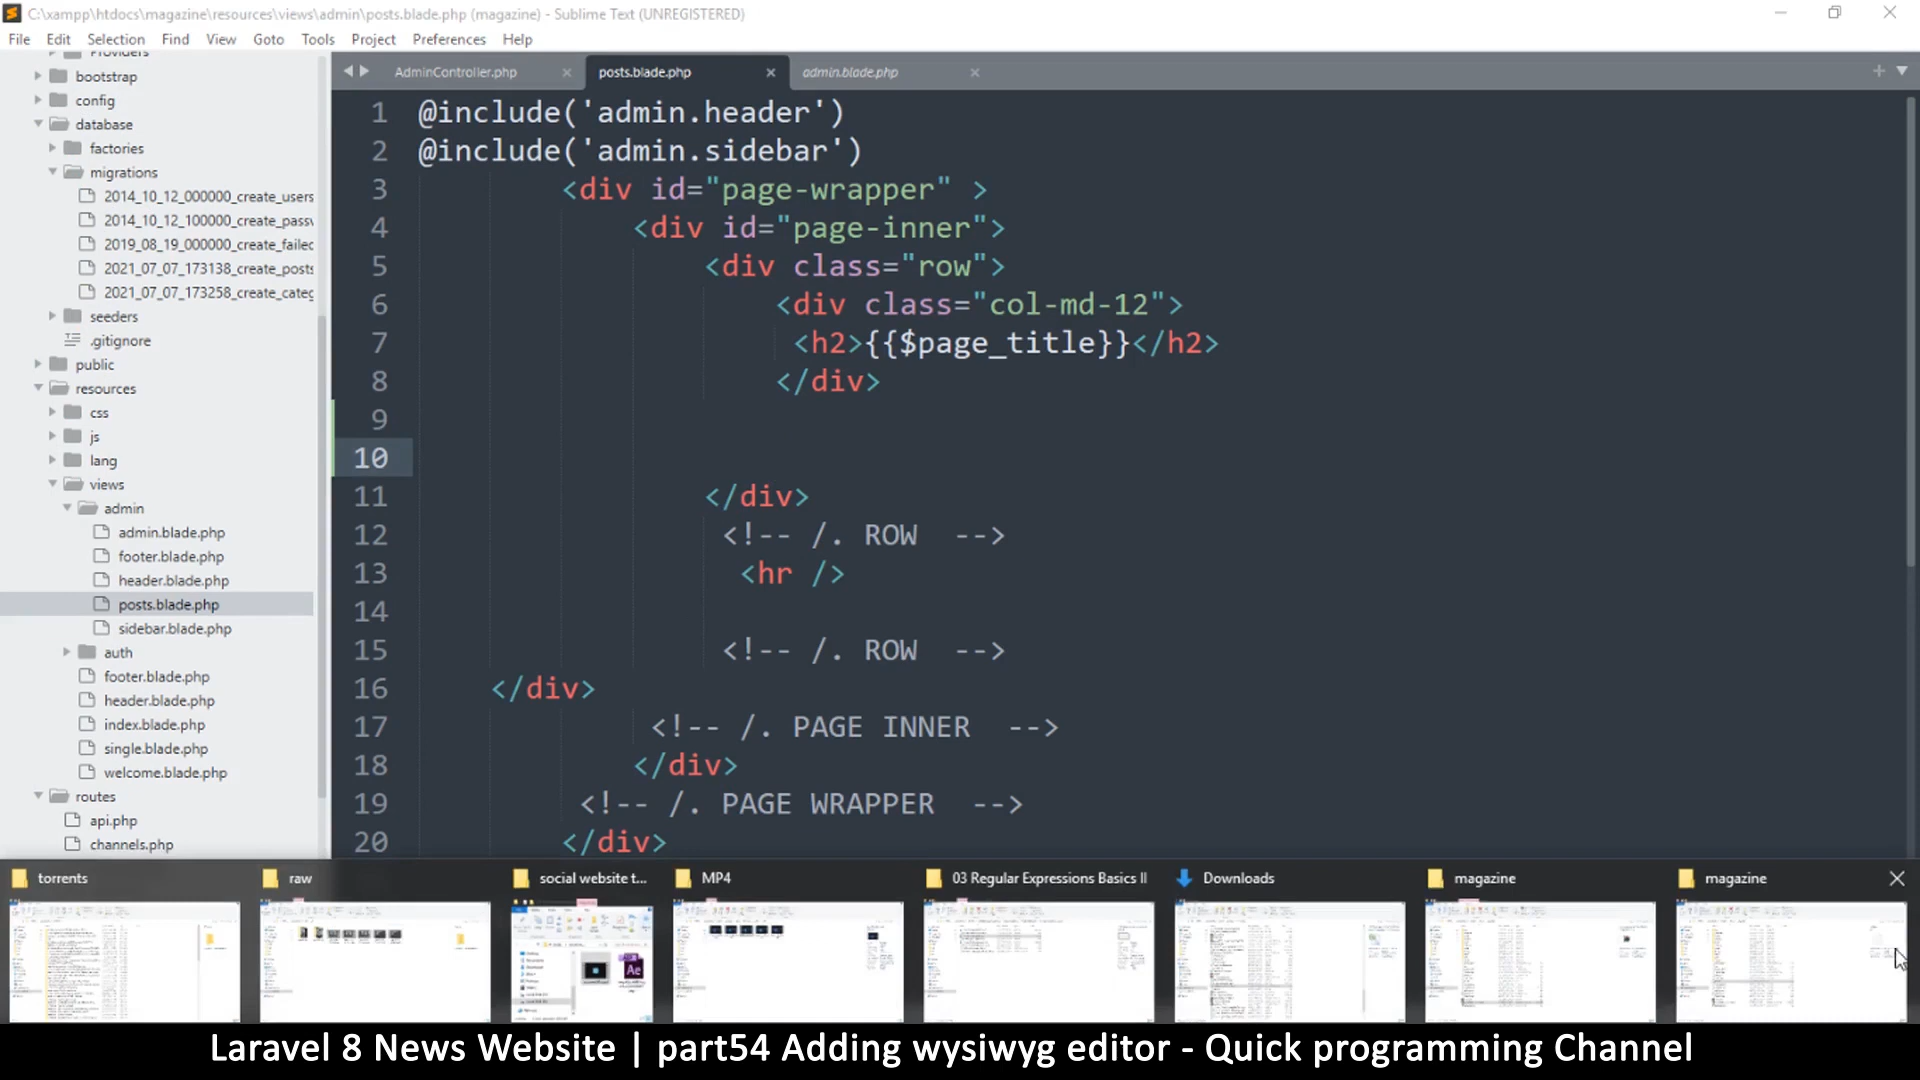 C:\xampp\htdocs\magazine\resources\views\admin\posts.blade.php (magazine) - Sublime Text (UNREGISTERED)
File Edit Selection Find View Goto Tools Project Preferences Help
Providers
bootstrap
config
database
factories
migrations
2014_10_12_000000_create_users
2014_10_12_100000_create_pass
2019_08_19_000000_create_failed
2021_07_07_173138_create_posts
2021_07_07_173258_create_categ
seeders
.gitignore
public
resources
css
js
lang
views
admin
admin.blade.php
footer.blade.php
header.blade.php
posts.blade.php
sidebar.blade.php
auth
footer.blade.php
header.blade.php
index.blade.php
single.blade.php
welcome.blade.php
routes
api.php
channels.php
AdminController.php posts.blade.php admin.blade.php
1 @include('admin.header')
2 @include('admin.sidebar')
3 <div id="page-wrapper" >
4 <div id="page-inner">
5 <div class="row">
6 <div class="col-md-12">
7 <h2>{{$page_title}}</h2>
8 </div>
9
10
11 </div>
12 <!-- /. ROW  -->
13 <hr />
14
15 <!-- /. ROW  -->
16 </div>
17 <!-- /. PAGE INNER  -->
18 </div>
19 <!-- /. PAGE WRAPPER  -->
20 </div>
torrents raw social website t... MP4 03 Regular Expressions Basics II Downloads magazine magazine
Ae
Laravel 8 News Website | part54 Adding wysiwyg editor - Quick programming Channel